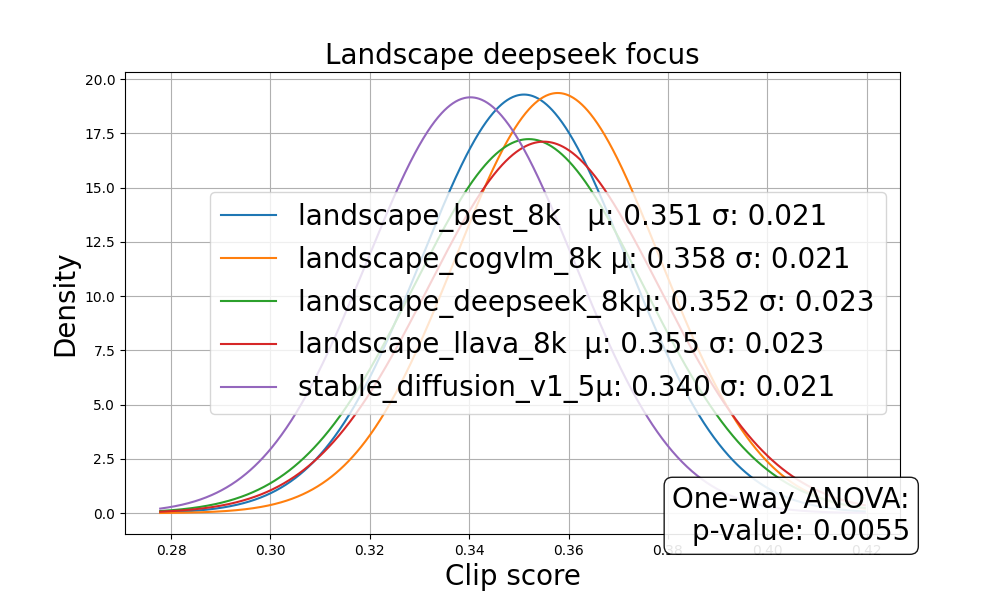 Landscape deepseek focus
20.0
17.5
15.0
12.5
10.0
7.5
5.0
2.5
0.0
Density
landscape_best_8k μ: 0.351 σ: 0.021
landscape_cogvlm_8k μ: 0.358 σ: 0.021
landscape_deepseek_8kμ: 0.352 σ: 0.023
landscape_llava_8k μ: 0.355 σ: 0.023
stable_diffusion_v1_5μ: 0.340 σ: 0.021
One-way ANOVA:
p-value: 0.0055
0.28 0.30 0.32 0.34 0.36 0.38 0.40 0.42
Clip score